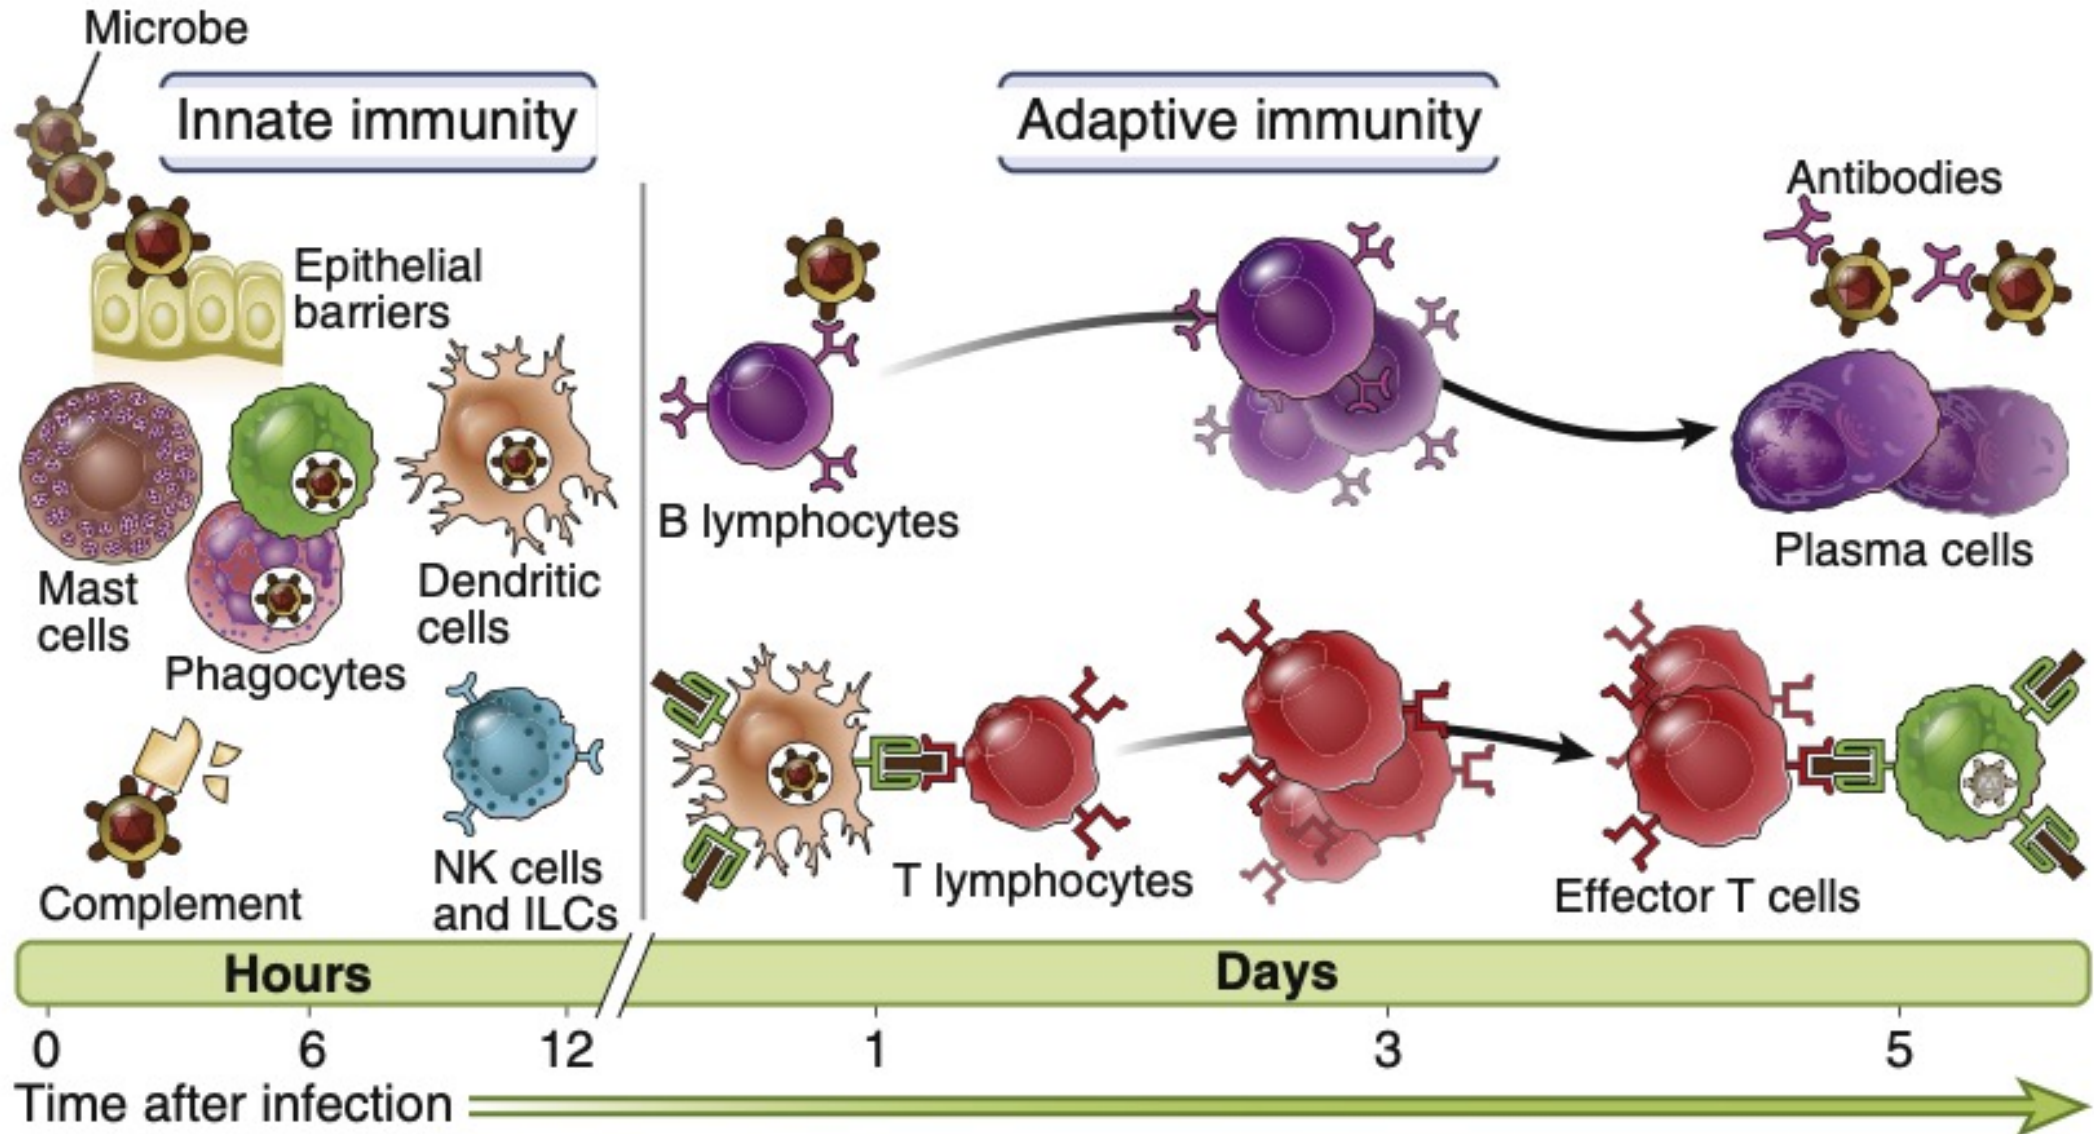 Microbe
Innate immunity
Adaptive immunity
Antibodies
Epithelial
barriers
B lymphocytes
Plasma cells
Mast
cells
Phagocytes
Dendritic
cells
Complement
NK cells
and ILCs
T lymphocytes
Effector T cells
Hours
Days
0 6 12 1 3 5
Time after infection